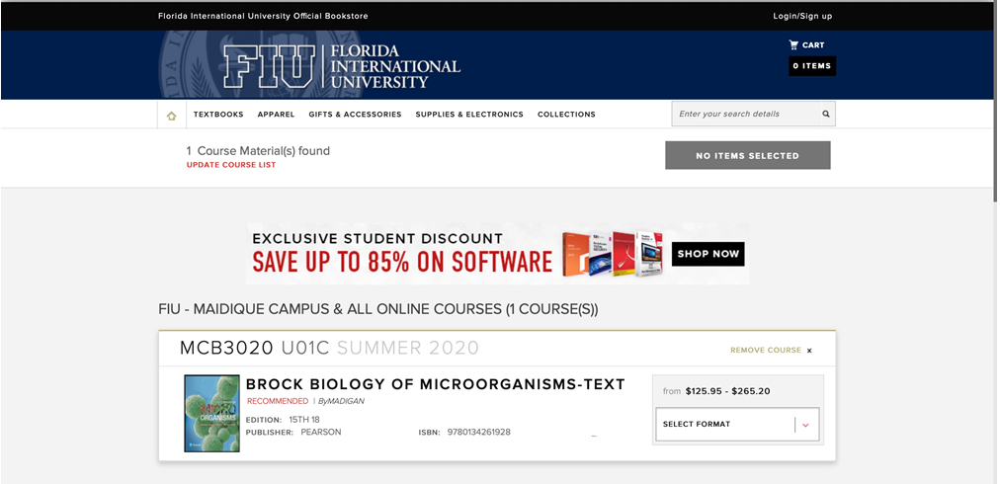 Florida International University Official Bookstore
Login/Sign up
FIU
FLORIDA
INTERNATIONAL
UNIVERSITY
CART
0 ITEMS
TEXTBOOKS APPAREL GIFTS & ACCESSORIES SUPPLIES & ELECTRONICS COLLECTIONS
Enter your search details
1 Course Material(s) found
UPDATE COURSE LIST
NO ITEMS SELECTED
EXCLUSIVE STUDENT DISCOUNT
SAVE UP TO 85% ON SOFTWARE
SHOP NOW
FIU - MAIDIQUE CAMPUS & ALL ONLINE COURSES (1 COURSE(S))
MCB3020 U01C SUMMER 2020
REMOVE COURSE x
BROCK BIOLOGY OF MICROORGANISMS-TEXT
RECOMMENDED | ByMADIGAN
EDITION: 15TH 18
PUBLISHER: PEARSON ISBN: 9780134261928
from $125.95 - $265.20
SELECT FORMAT
MICRO
ORGANISMS